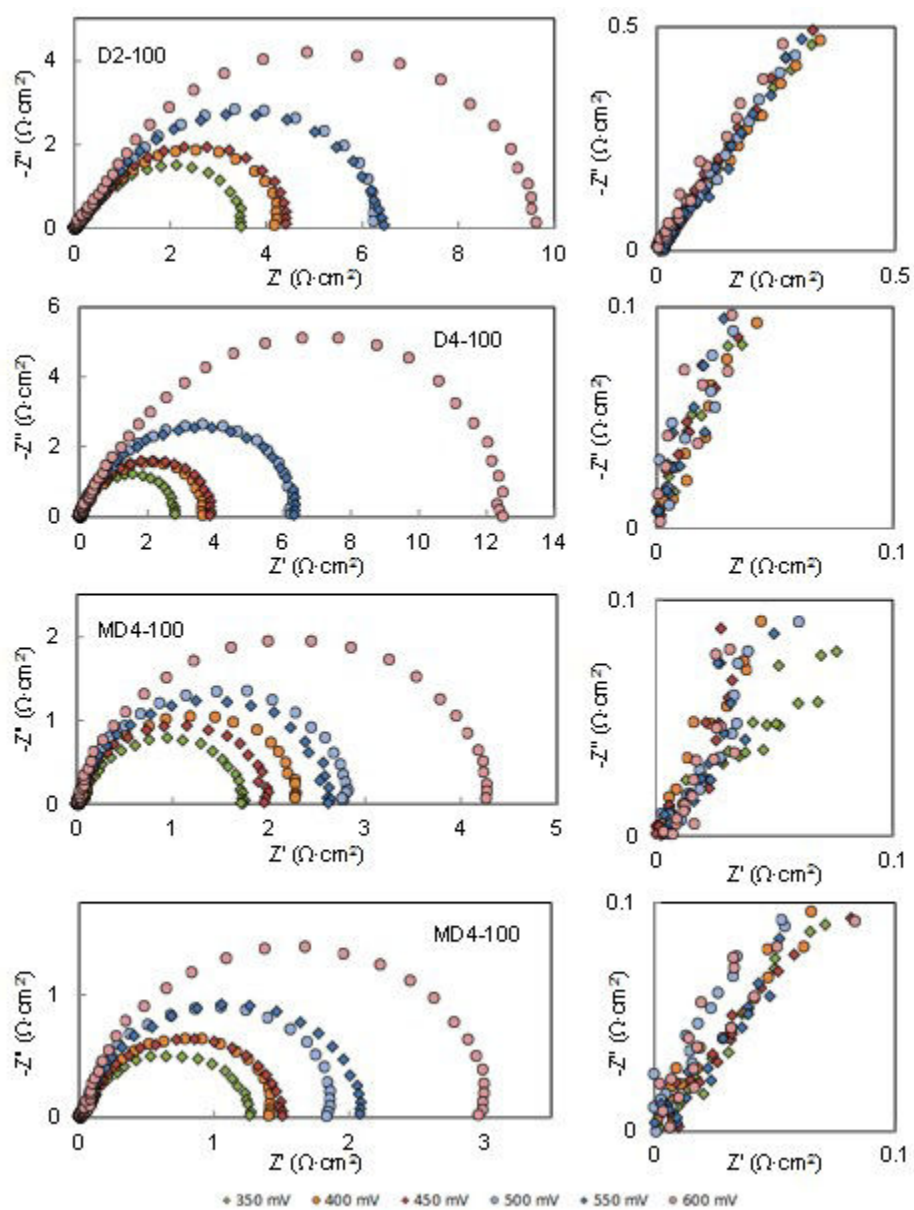 D2-100
-Z" (Ω·cm²)
4
2
0
0 2 4 6 8 10
Z' (Ω·cm²)
-Z" (Ω·cm²)
0.5
0
0 0.5
Z' (Ω·cm²)
D4-100
-Z" (Ω·cm²)
6
4
2
0
0 2 4 6 8 10 12 14
Z' (Ω·cm²)
-Z" (Ω·cm²)
0.1
0
0 0.1
Z' (Ω·cm²)
MD4-100
-Z" (Ω·cm²)
2
1
0
0 1 2 3 4 5
Z' (Ω·cm²)
-Z" (Ω·cm²)
0.1
0
0 0.1
Z' (Ω·cm²)
MD4-100
-Z" (Ω·cm²)
1
0
0 1 2 3
Z' (Ω·cm²)
-Z" (Ω·cm²)
0.1
0
0 0.1
Z' (Ω·cm²)
350 mV 400 mV 450 mV 500 mV 550 mV 600 mV